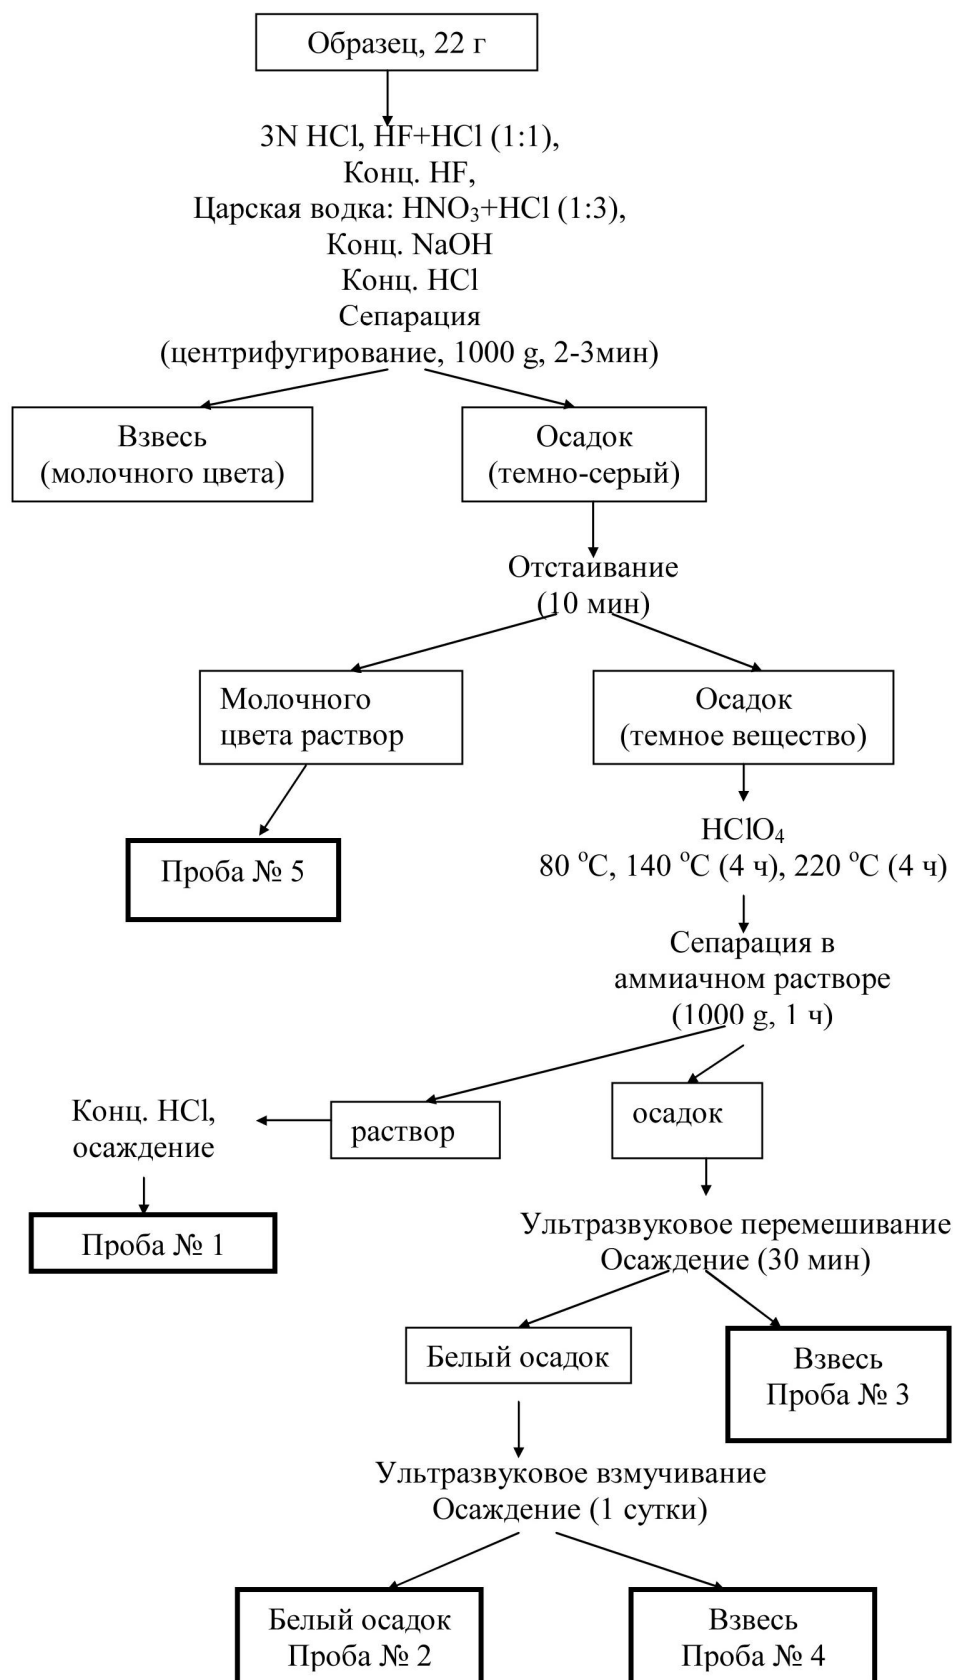 Образец, 22 г
3N HCl, HF+HCl (1:1),
Конц. HF,
Царская водка: HNO₃+HCl (1:3),
Конц. NaOH
Конц. HCl
Сепарация
(центрифугирование, 1000 g, 2-3мин)
Взвесь
(молочного цвета)
Осадок
(темно-серый)
Отстаивание
(10 мин)
Молочного
цвета раствор
Осадок
(темное вещество)
Проба № 5
HClO₄
80 °C, 140 °C (4 ч), 220 °C (4 ч)
Сепарация в
аммиачном растворе
(1000 g, 1 ч)
Конц. HCl,
осаждение
раствор
осадок
Проба № 1
Ультразвуковое перемешивание
Осаждение (30 мин)
Белый осадок
Взвесь
Проба № 3
Ультразвуковое взмучивание
Осаждение (1 сутки)
Белый осадок
Проба № 2
Взвесь
Проба № 4